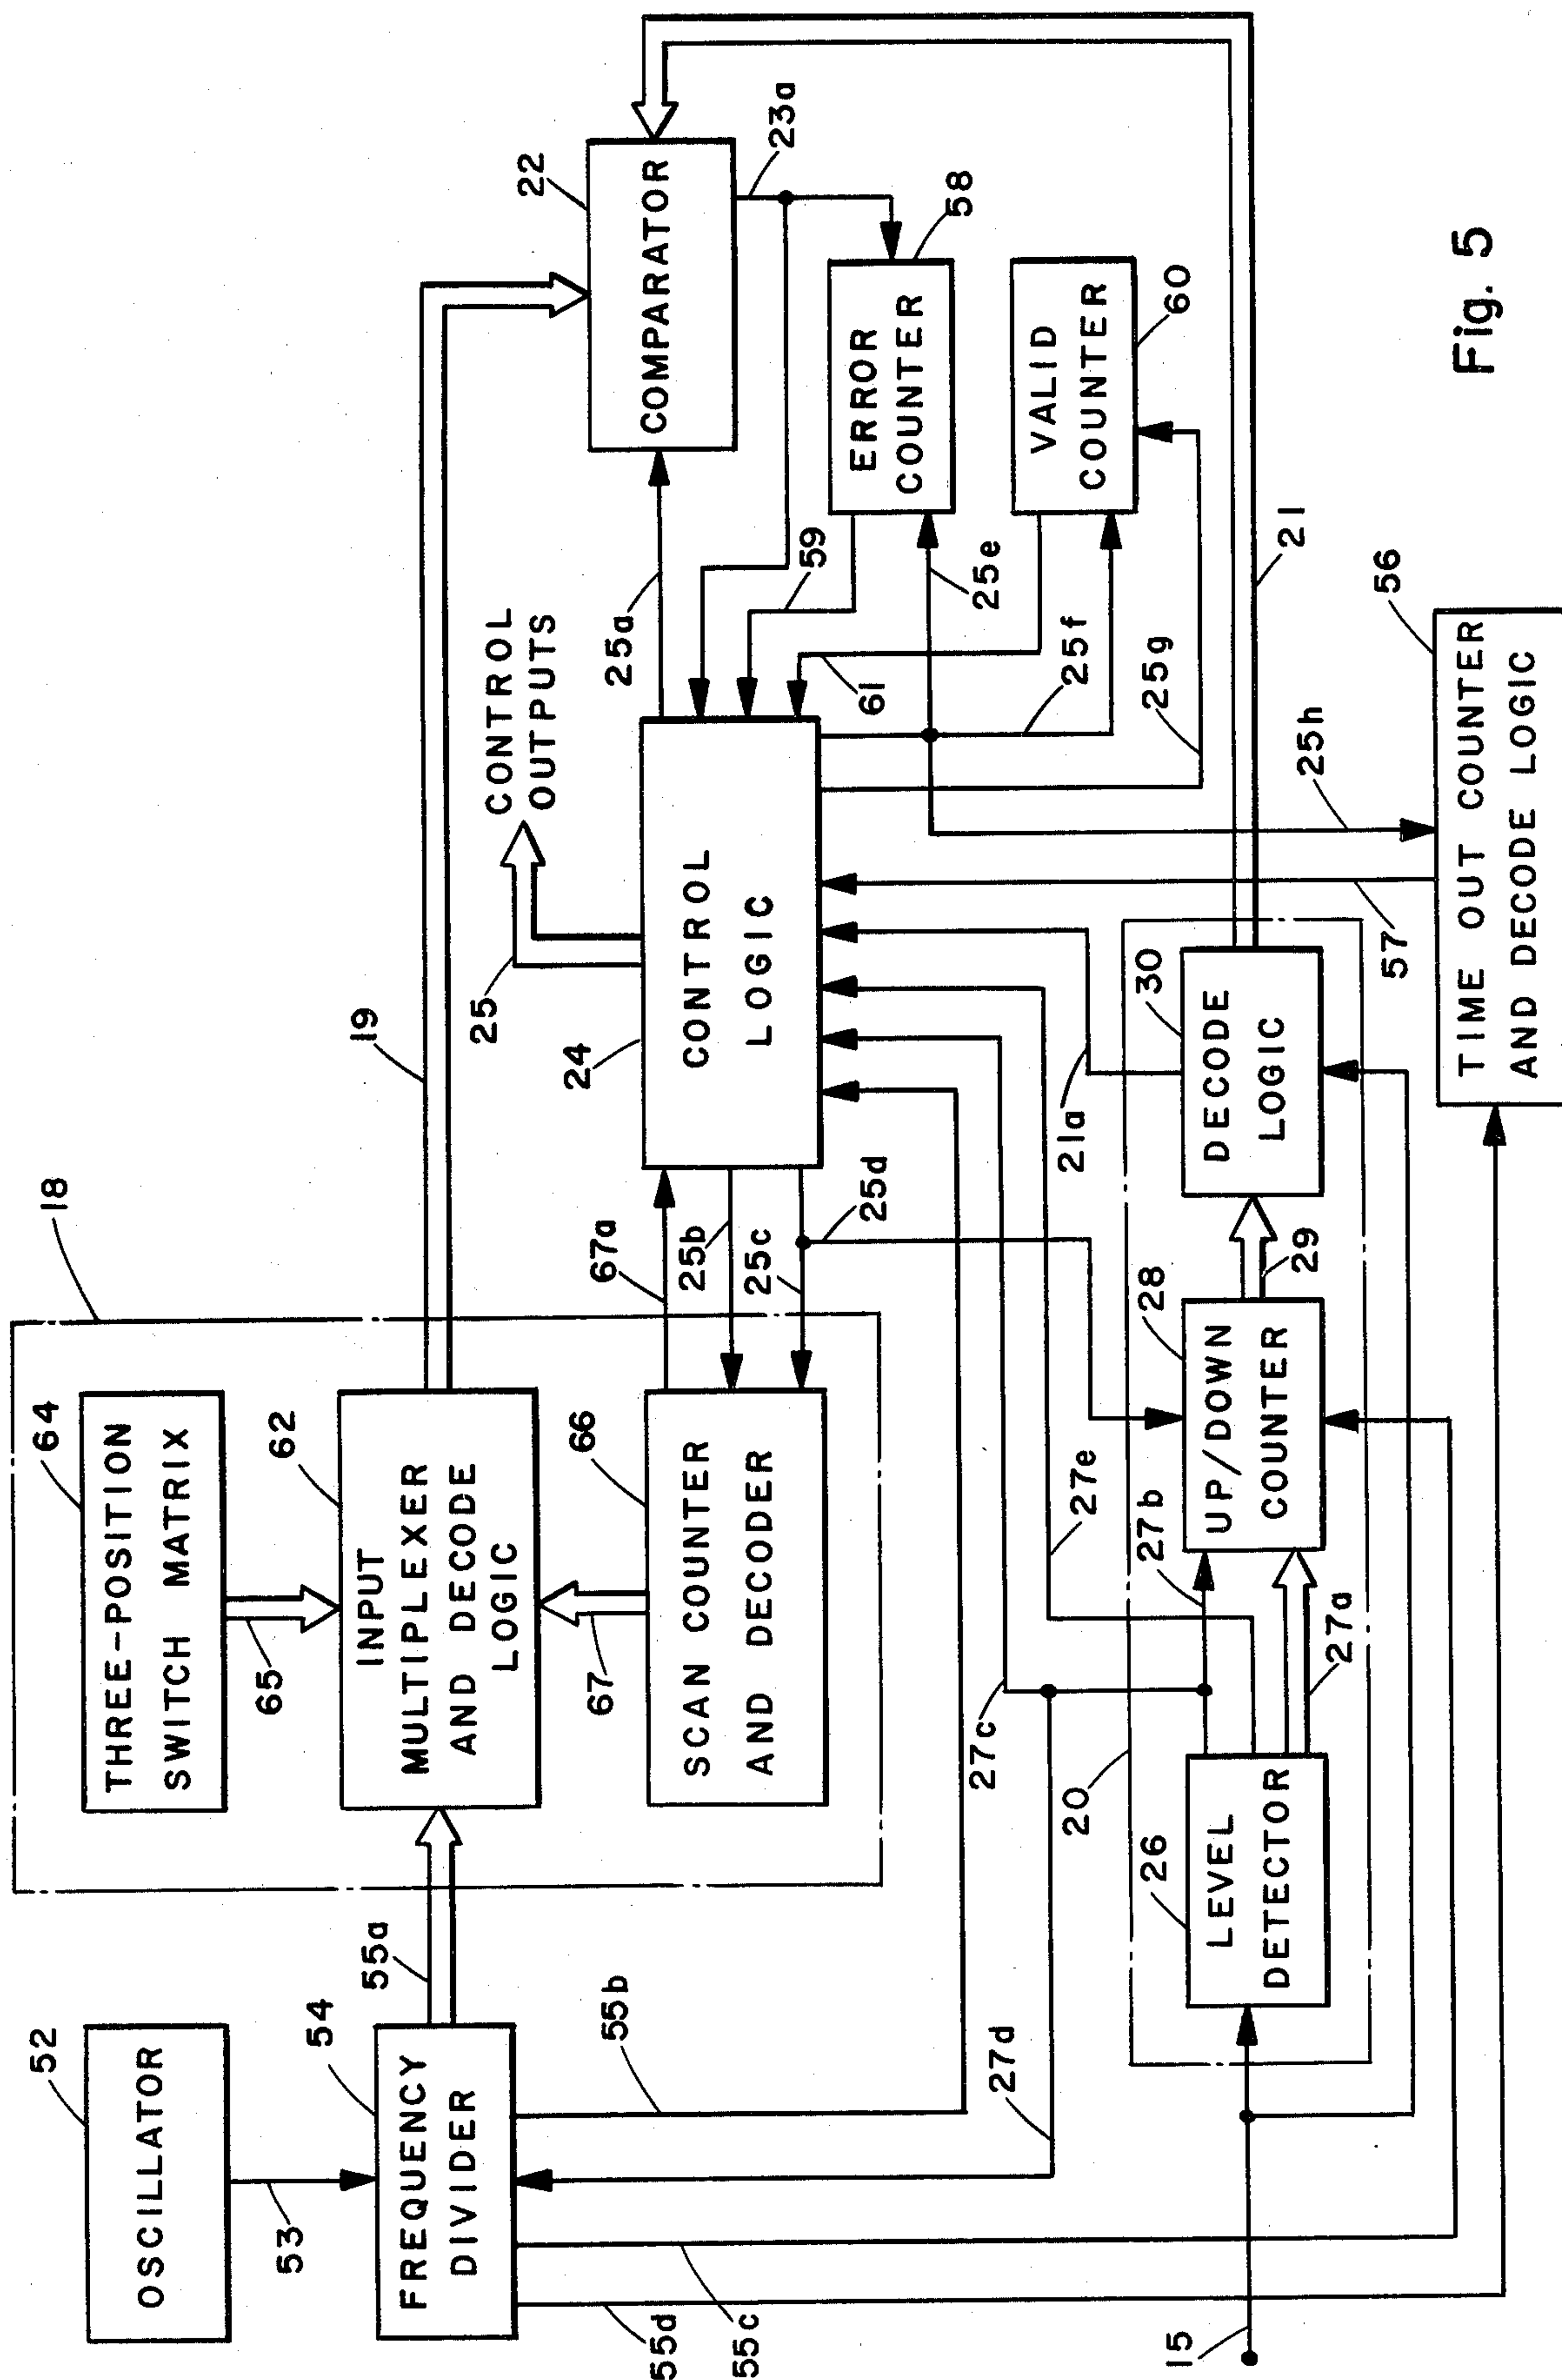 18
64
THREE-POSITION
SWITCH MATRIX
65
52
OSCILLATOR
53
54
FREQUENCY
DIVIDER
55a
55b
55c
55d
62
INPUT
MULTIPLEXER
AND DECODE
LOGIC
19
67
66
SCAN COUNTER
AND DECODER
67a
25b
25c
25d
24
CONTROL
LOGIC
25
CONTROL
OUTPUTS
25a
22
COMPARATOR
23a
59
58
ERROR
COUNTER
25e
61
60
VALID
COUNTER
25f
25g
25h
27c
27d
27e
21a
20
15
26
LEVEL
DETECTOR
27a
27b
28
UP/DOWN
COUNTER
29
30
DECODE
LOGIC
21
57
56
TIME OUT COUNTER
AND DECODE LOGIC
Fig. 5